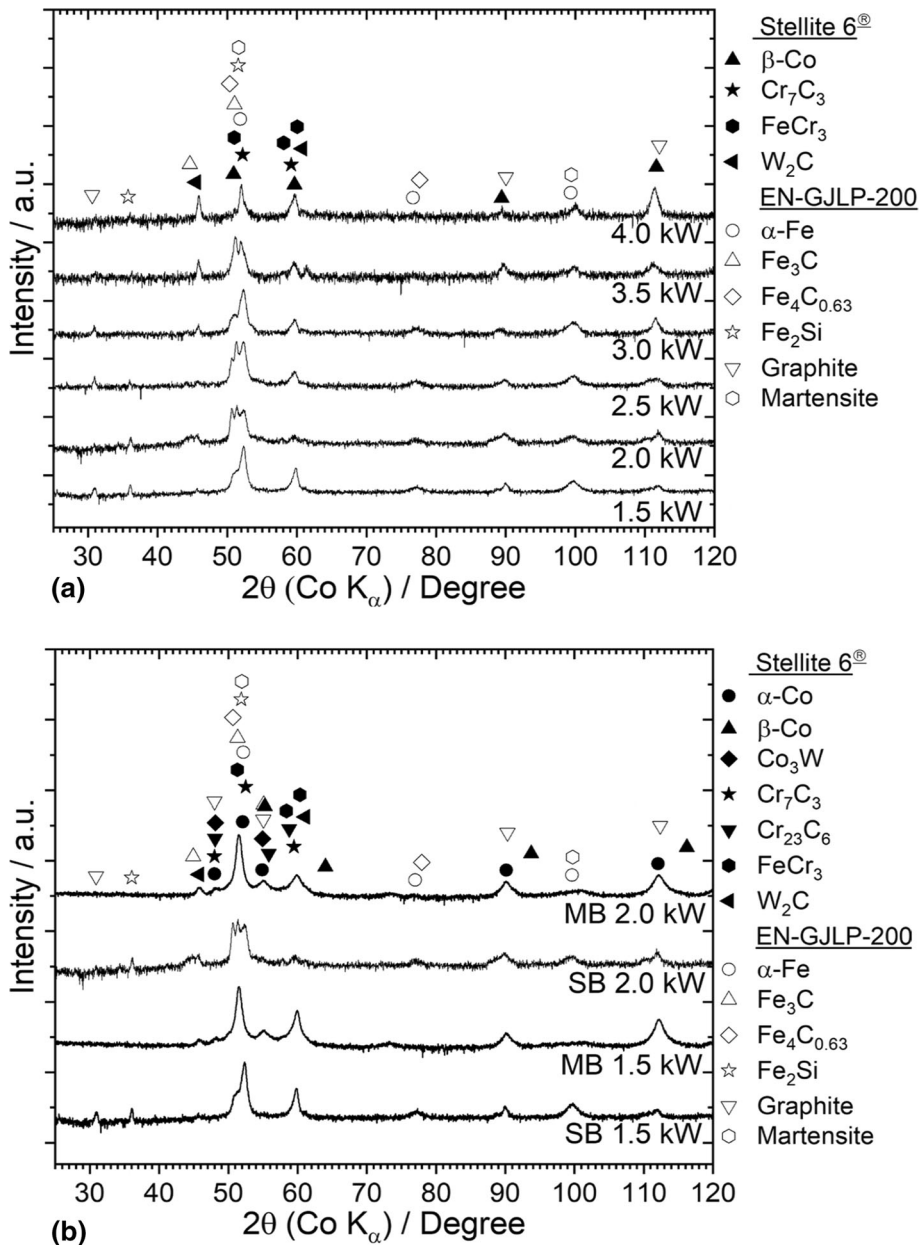 Stellite 6®
β-Co
Cr₇C₃
FeCr₃
W₂C
EN-GJLP-200
α-Fe
Fe₃C
Fe₄C₀.₆₃
Fe₂Si
Graphite
Martensite
Intensity / a.u.
4.0 kW
3.5 kW
3.0 kW
2.5 kW
2.0 kW
1.5 kW
30 40 50 60 70 80 90 100 110 120
(a) 2θ (Co Kα) / Degree
Stellite 6®
α-Co
β-Co
Co₃W
Cr₇C₃
Cr₂₃C₆
FeCr₃
W₂C
EN-GJLP-200
α-Fe
Fe₃C
Fe₄C₀.₆₃
Fe₂Si
Graphite
Martensite
Intensity / a.u.
MB 2.0 kW
SB 2.0 kW
MB 1.5 kW
SB 1.5 kW
30 40 50 60 70 80 90 100 110 120
(b) 2θ (Co Kα) / Degree